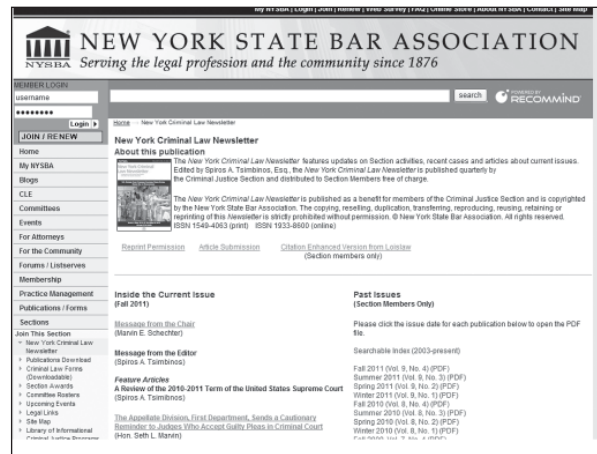 My NYSBA | Login | Join | Renew | Web Survey | FAQ | Online Store | About NYSBA | Contact | Site Map
NYSBA
NEW YORK STATE BAR ASSOCIATION
Serving the legal profession and the community since 1876
MEMBER LOGIN
username
Login
JOIN / RENEW
Home
My NYSBA
Blogs
CLE
Committees
Events
For Attorneys
For the Community
Forums / Listserves
Membership
Practice Management
Publications / Forms
Sections
Join This Section
New York Criminal Law
Newsletter
Publications Download
Criminal Law Forms
(Downloadable)
Section Awards
Committee Rosters
Upcoming Events
Legal Links
Site Map
Library of Informational
Criminal Justice Programs
search
POWERED BY
RECOMMIND
Home → New York Criminal Law Newsletter
New York Criminal Law Newsletter
About this publication
The New York Criminal Law Newsletter features updates on Section activities, recent cases and articles about current issues.
Edited by Spiros A. Tsimbinos, Esq., the New York Criminal Law Newsletter is published quarterly by
the Criminal Justice Section and distributed to Section Members free of charge.
The New York Criminal Law Newsletter is published as a benefit for members of the Criminal Justice Section and is copyrighted
by the New York State Bar Association. The copying, reselling, duplication, transferring, reproducing, reusing, retaining or
reprinting of this Newsletter is strictly prohibited without permission. © New York State Bar Association. All rights reserved.
ISSN 1549-4063 (print) ISSN 1933-8600 (online)
Reprint Permission Article Submission Citation Enhanced Version from Loislaw
(Section members only)
Inside the Current Issue
(Fall 2011)
Message from the Chair
(Marvin E. Schechter)
Message from the Editor
(Spiros A. Tsimbinos)
Feature Articles
A Review of the 2010-2011 Term of the United States Supreme Court
(Spiros A. Tsimbinos)
The Appellate Division, First Department, Sends a Cautionary
Reminder to Judges Who Accept Guilty Pleas in Criminal Court
(Hon. Seth L. Marvin)
Past Issues
(Section Members Only)
Please click the issue date for each publication below to open the PDF
file.
Searchable Index (2003-present)
Fall 2011 (Vol. 9, No. 4) (PDF)
Summer 2011 (Vol. 9, No. 3) (PDF)
Spring 2011 (Vol. 9, No. 2) (PDF)
Winter 2011 (Vol. 9, No. 1) (PDF)
Fall 2010 (Vol. 8, No. 4) (PDF)
Summer 2010 (Vol. 8, No. 3) (PDF)
Spring 2010 (Vol. 8, No. 2) (PDF)
Winter 2010 (Vol. 8, No. 1) (PDF)
Fall 2009 (Vol. 7, No. 4) (PDF)